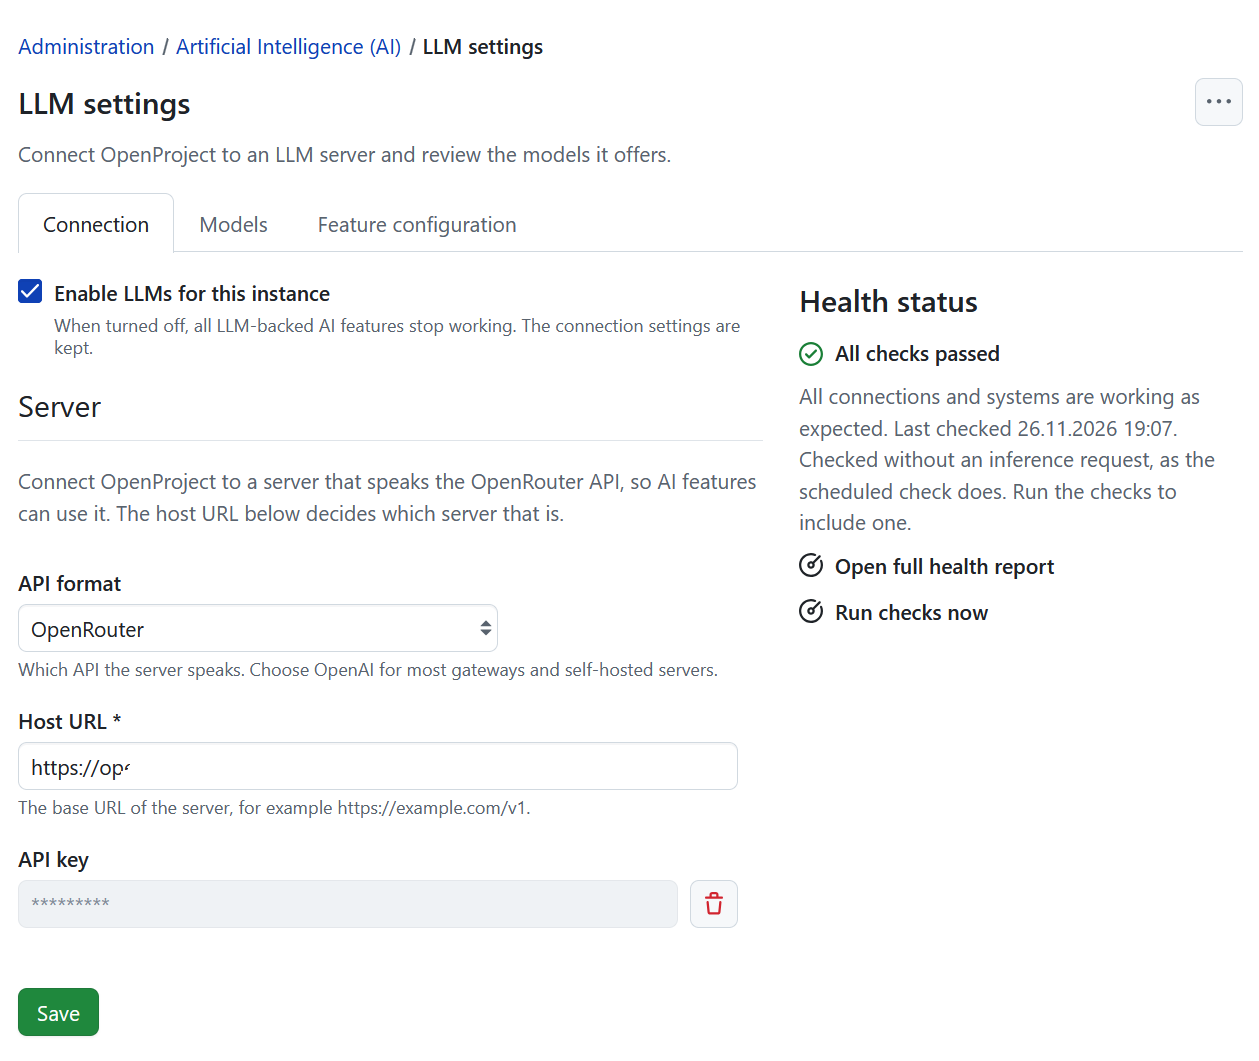 Administration / Artificial Intelligence (AI) / LLM settings
LLM settings
Connect OpenProject to an LLM server and review the models it offers.
Connection
Models
Feature configuration
Enable LLMs for this instance
When turned off, all LLM-backed AI features stop working. The connection settings are
kept.
Server
Connect OpenProject to a server that speaks the OpenRouter API, so AI features
can use it. The host URL below decides which server that is.
API format
OpenRouter
Which API the server speaks. Choose OpenAI for most gateways and self-hosted servers.
Host URL *
The base URL of the server, for example https://example.com/v1.
API key
*********
Save
Health status
All checks passed
All connections and systems are working as
expected. Last checked 26.11.2026 19:07.
Checked without an inference request, as the
scheduled check does. Run the checks to
include one.
Open full health report
Run checks now